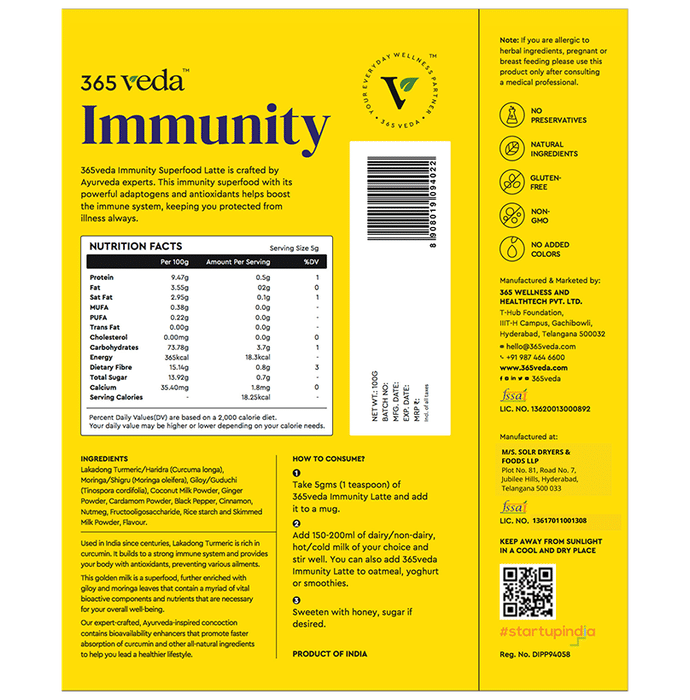 365 veda™
Immunity
365veda Immunity Superfood Latte is crafted by
Ayurveda experts. This immunity superfood with its
powerful adaptogens and antioxidants helps boost
the immune system, keeping you protected from
illness always.
NUTRITION FACTS Serving Size 5g
Per 100g Amount Per Serving %DV
Protein 9.47g 0.5g 1
Fat 3.55g 02g 0
Sat Fat 2.95g 0.1g 1
MUFA 0.38g 0.0g -
PUFA 0.22g 0.0g -
Trans Fat 0.00g 0.0g -
Cholesterol 0.00mg 0.0g 0
Carbohydrates 73.78g 3.7g 1
Energy 365kcal 18.3kcal -
Dietary Fibre 15.14g 0.8g 3
Total Sugar 13.92g 0.7g -
Calcium 35.40mg 1.8mg 0
Serving Calories - 18.25kcal -
Percent Daily Values(DV) are based on a 2,000 calorie diet.
Your daily value may be higher or lower depending on your calorie needs.
INGREDIENTS
Lakadong Turmeric/Haridra (Curcuma longa),
Moringa/Shigru (Moringa oleifera), Giloy/Guduchi
(Tinospora cordifolia), Coconut Milk Powder, Ginger
Powder, Cardamom Powder, Black Pepper, Cinnamon,
Nutmeg, Fructooligosaccharide, Rice starch and Skimmed
Milk Powder, Flavour.
Used in India since centuries, Lakadong Turmeric is rich in
curcumin. It builds to a strong immune system and provides
your body with antioxidants, preventing various ailments.
This golden milk is a superfood, further enriched with
giloy and moringa leaves that contain a myriad of vital
bioactive components and nutrients that are necessary
for your overall well-being.
Our expert-crafted, Ayurveda-inspired concoction
contains bioavailability enhancers that promote faster
absorption of curcumin and other all-natural ingredients
to help you lead a healthier lifestyle.
YOUR EVERYDAY WELLNESS PARTNER
V ™
• 365 VEDA •
8 908019 094022
NET WT.: 100G
BATCH NO:
MFG. DATE:
EXP. DATE:
MRP ₹:
Incl. of all taxes
HOW TO CONSUME?
1
Take 5gms (1 teaspoon) of
365veda Immunity Latte and add
it to a mug.
2
Add 150-200ml of dairy/non-dairy,
hot/cold milk of your choice and
stir well. You can also add 365veda
Immunity Latte to oatmeal, yoghurt
or smoothies.
3
Sweeten with honey, sugar if
desired.
PRODUCT OF INDIA
Note: If you are allergic to
herbal ingredients, pregnant or
breast feeding please use this
product only after consulting
a medical professional.
NO
PRESERVATIVES
NATURAL
INGREDIENTS
GLUTEN-
FREE
NON-
GMO
NO ADDED
COLORS
Manufactured & Marketed by:
365 WELLNESS AND
HEALTHTECH PVT. LTD.
T-Hub Foundation,
IIIT-H Campus, Gachibowli,
Hyderabad, Telangana 500032
hello@365veda.com
+91 987 464 6600
www.365veda.com
365veda
fssai
LIC. NO. 13620013000892
Manufactured at:
M/S. SOLR DRYERS &
FOODS LLP
Plot No. 81, Road No. 7,
Jubilee Hills, Hyderabad,
Telangana 500 033
fssai
LIC. NO. 13617011001308
KEEP AWAY FROM SUNLIGHT
IN A COOL AND DRY PLACE
#startupindia
Reg. No. DIPP94058